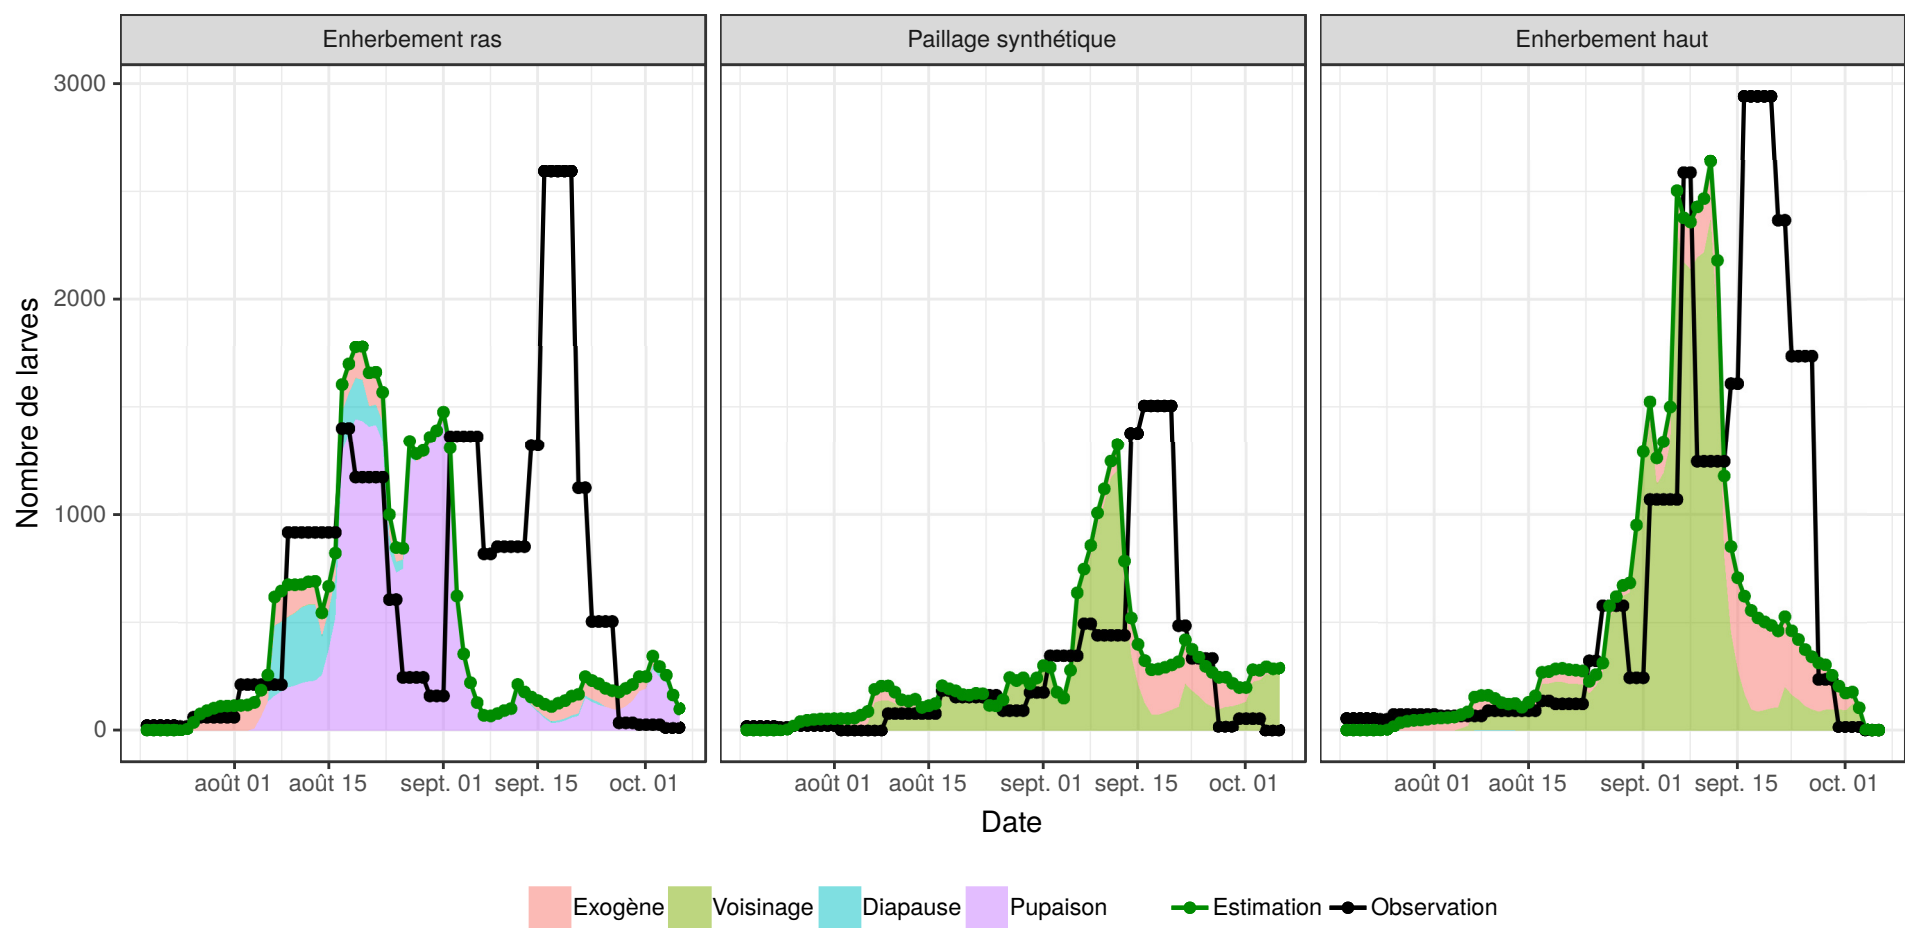 Enherbement ras
Paillage synthétique
Enherbement haut
Nombre de larves
3000
2000
1000
0
août 01 août 15 sept. 01 sept. 15 oct. 01
août 01 août 15 sept. 01 sept. 15 oct. 01
août 01 août 15 sept. 01 sept. 15 oct. 01
Date
Exogène Voisinage Diapause Pupaison Estimation Observation